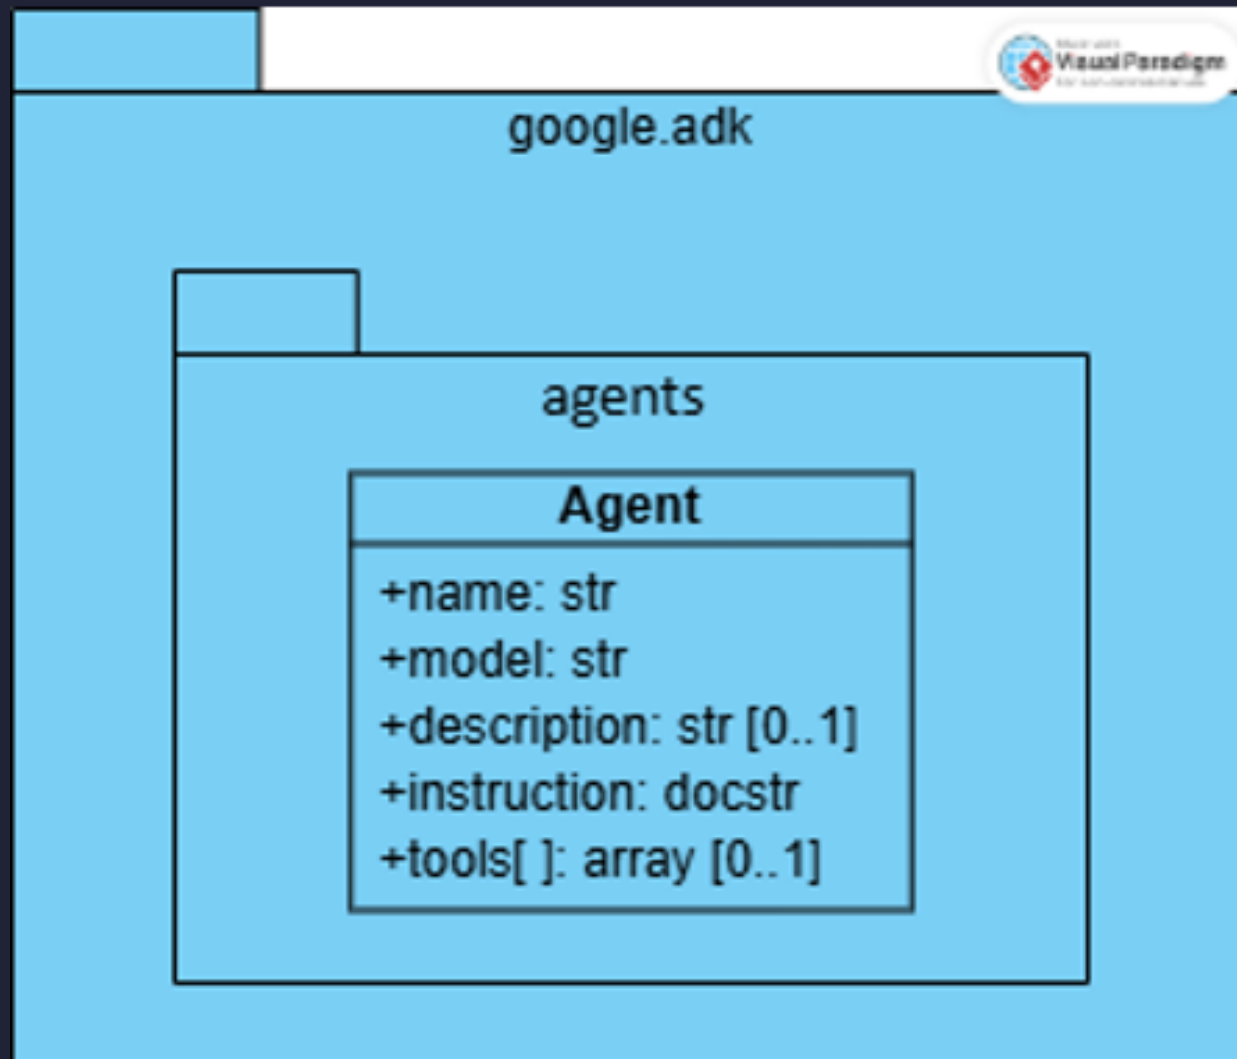 Visual Paradigm
google.adk
agents
Agent
+name: str
+model: str
+description: str [0..1]
+instruction: docstr
+tools[ ]: array [0..1]